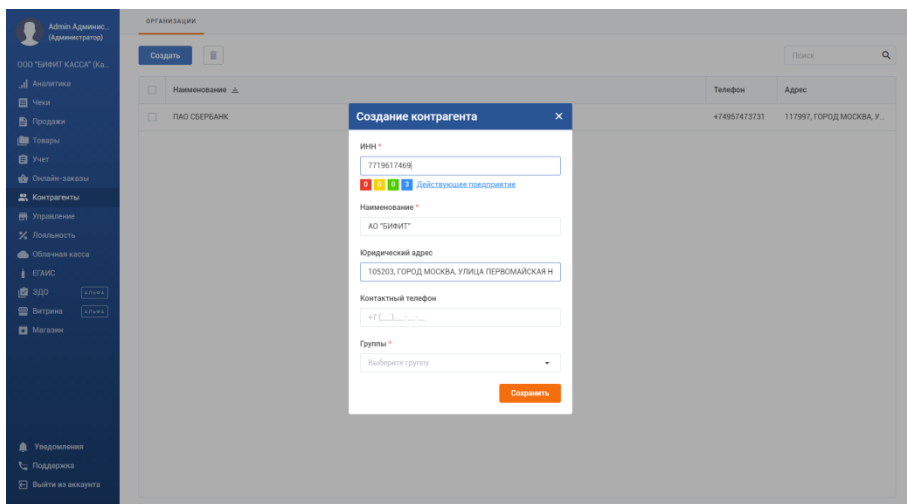 Admin Админис...
(Администратор)
ООО "БИФИТ КАССА" (Ка...
Аналитика
Чеки
Продажи
Товары
Учет
Онлайн-заказы
Контрагенты
Управление
Лояльность
Облачная касса
ЕГАИС
ЭДО АЛЬФА
Витрина АЛЬФА
Магазин
Уведомления
Поддержка
Выйти из аккаунта
ОРГАНИЗАЦИИ
Создать
Поиск
Наименование Телефон Адрес
ПАО СБЕРБАНК +74957473731 117997, ГОРОД МОСКВА, У...
Создание контрагента
ИНН *
7719617469
0 0 0 3 Действующее предприятие
Наименование *
АО "БИФИТ"
Юридический адрес
105203, ГОРОД МОСКВА, УЛИЦА ПЕРВОМАЙСКАЯ Н
Контактный телефон
+7 (__)___-__-__
Группы *
Выберите группу
Сохранить